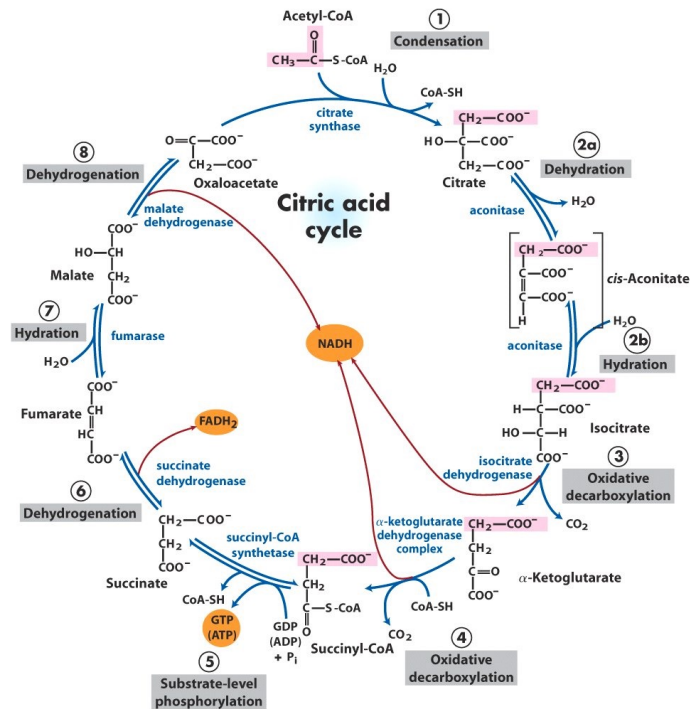 Acetyl-CoA
O
CH₃—C—S-CoA
H₂O
①
Condensation
CoA-SH
citrate
synthase
CH₂—COO⁻
HO—C—COO⁻
CH₂—COO⁻
Citrate
2a
Dehydration
H₂O
aconitase
CH₂—COO⁻
C—COO⁻
C—COO⁻
H
cis-Aconitate
aconitase
H₂O
2b
Hydration
CH₂—COO⁻
H—C—COO⁻
HO—C—H
COO⁻
Isocitrate
isocitrate
dehydrogenase
③
Oxidative
decarboxylation
CO₂
CH₂—COO⁻
CH₂
C=O
COO⁻
α-Ketoglutarate
α-ketoglutarate
dehydrogenase
complex
CoA-SH
CO₂
④
Oxidative
decarboxylation
CH₂—COO⁻
CH₂
C—S-CoA
O
Succinyl-CoA
succinyl-CoA
synthetase
GDP
(ADP)
+ Pᵢ
GTP
(ATP)
CoA-SH
⑤
Substrate-level
phosphorylation
CH₂—COO⁻
CH₂
COO⁻
Succinate
succinate
dehydrogenase
FADH₂
⑥
Dehydrogenation
COO⁻
CH
HC
COO⁻
Fumarate
fumarase
H₂O
⑦
Hydration
COO⁻
HO—CH
CH₂
COO⁻
Malate
malate
dehydrogenase
⑧
Dehydrogenation
O=C—COO⁻
CH₂—COO⁻
Oxaloacetate
Citric acid
cycle
NADH